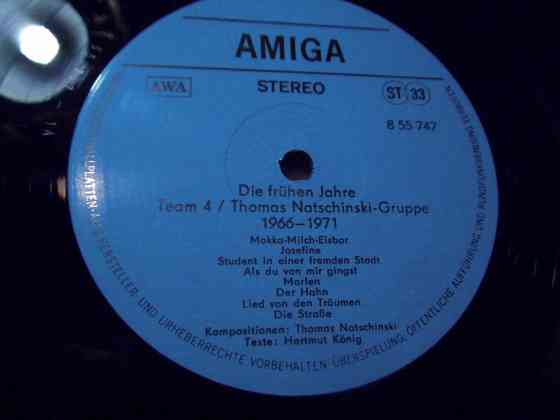 AMIGA
AWA
STEREO
ST 33
8 55 747
Die frühen Jahre
Team 4 / Thomas Natschinski-Gruppe
1966–1971
Mokka-Milch-Eisbar
Josefine
Student in einer fremden Stadt
Als du von mir gingst
Marlen
Der Hahn
Lied von den Träumen
Die Straße
Kompositionen: Thomas Natschinski
Texte: Hartmut König
HERSTELLER- UND URHEBERRECHTE VORBEHALTEN · ÜBERSPIELUNG, ÖFFENTLICHE AUFFÜHRUNG UND RUNDFUNKSENDUNG VERBOTEN